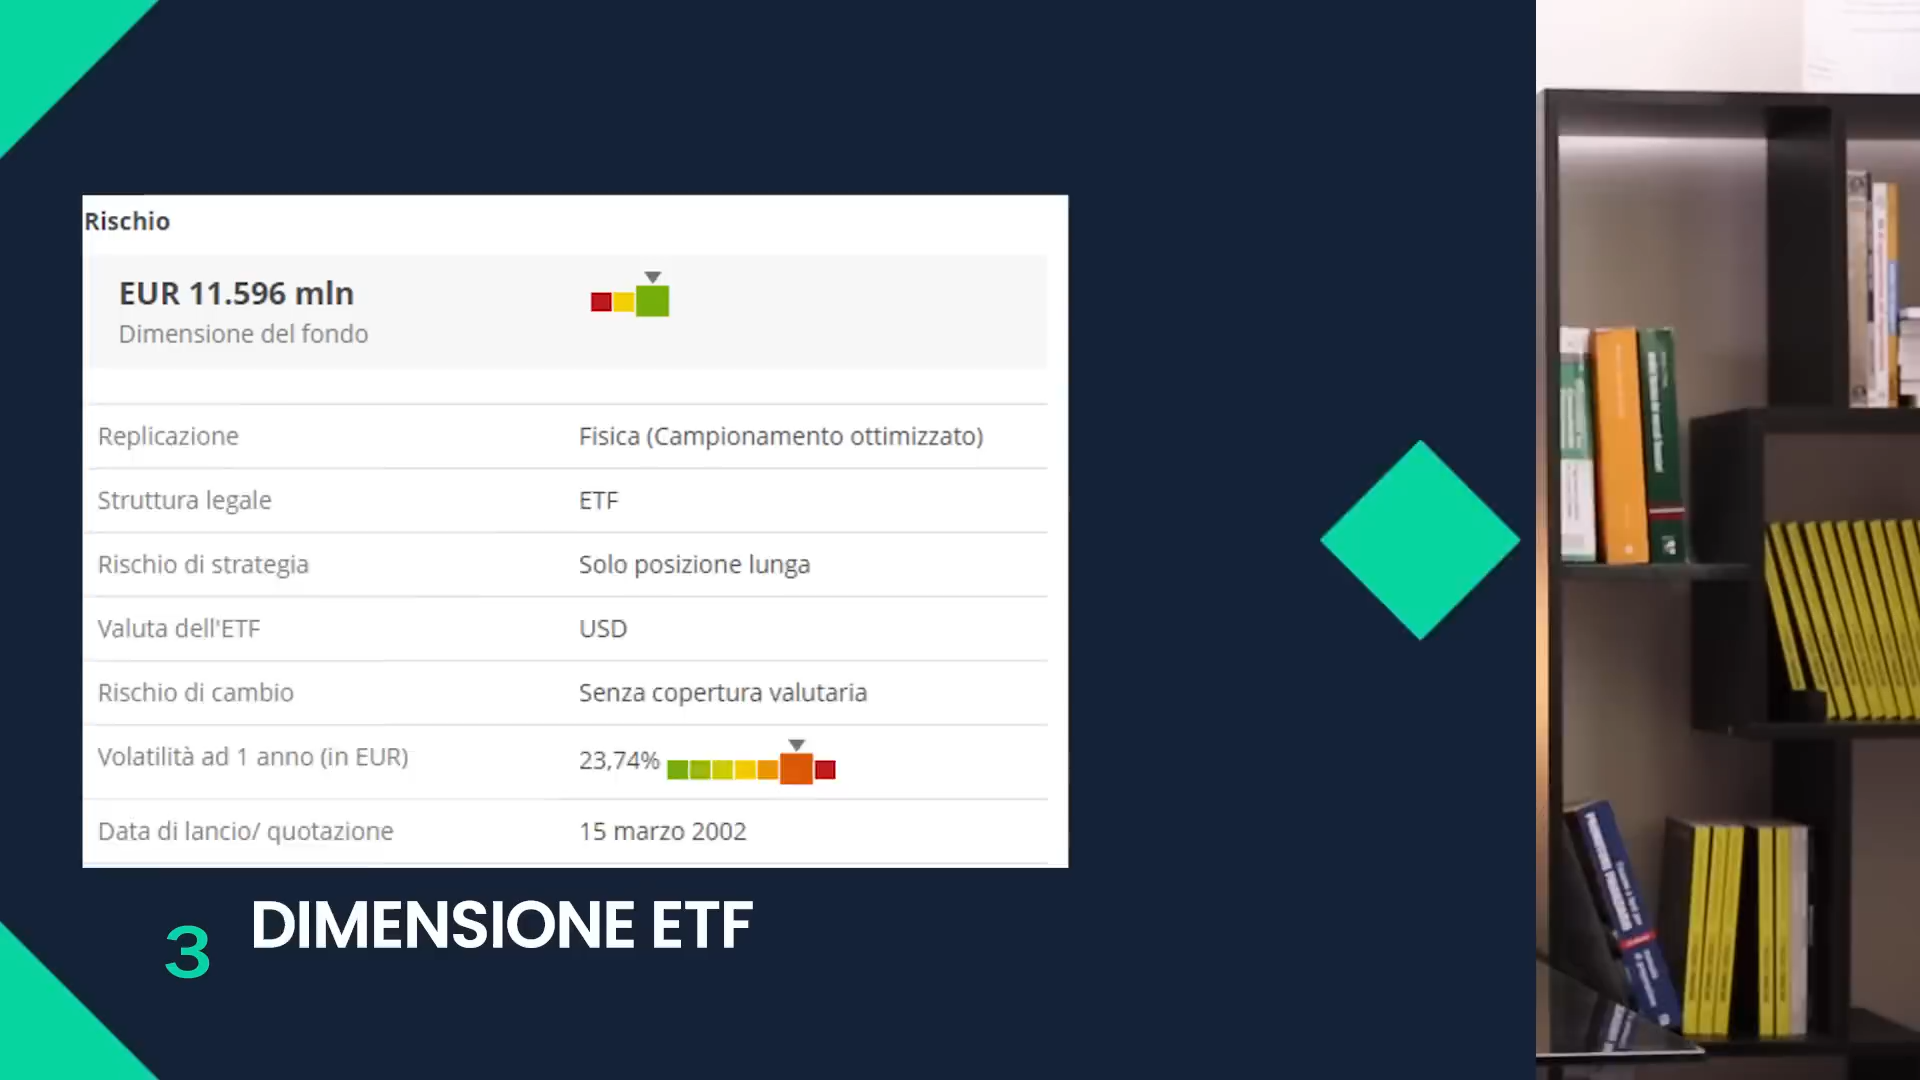 Rischio
EUR 11.596 mln
Dimensione del fondo
Replicazione Fisica (Campionamento ottimizzato)
Struttura legale ETF
Rischio di strategia Solo posizione lunga
Valuta dell'ETF USD
Rischio di cambio Senza copertura valutaria
Volatilità ad 1 anno (in EUR) 23,74%
Data di lancio/ quotazione 15 marzo 2002
3 DIMENSIONE ETF